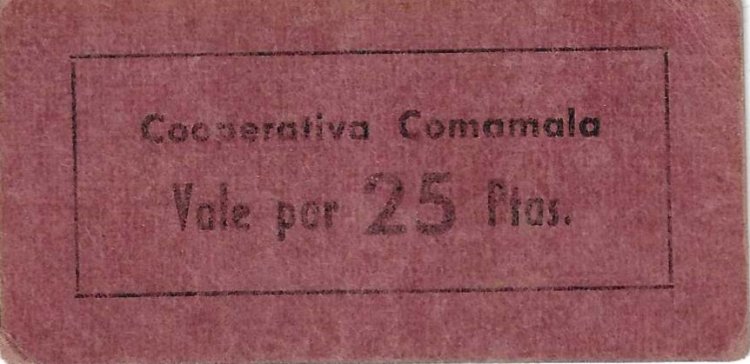 Cooperativa Comamala
Vale por 25 Ptas.